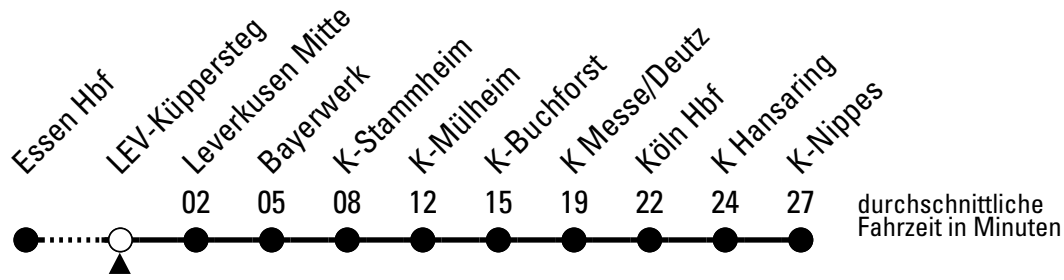 Essen Hbf
LEV-Küppersteg
Leverkusen Mitte
Bayerwerk
K-Stammheim
K-Mülheim
K-Buchforst
K Messe/Deutz
Köln Hbf
K Hansaring
K-Nippes
02 05 08 12 15 19 22 24 27
durchschnittliche
Fahrzeit in Minuten